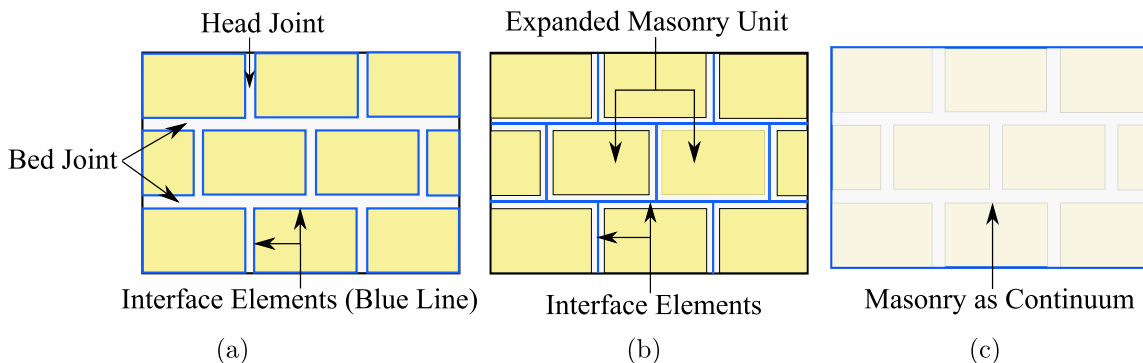 Head Joint
Bed Joint
Interface Elements (Blue Line)
(a)
Expanded Masonry Unit
Interface Elements
(b)
Masonry as Continuum
(c)